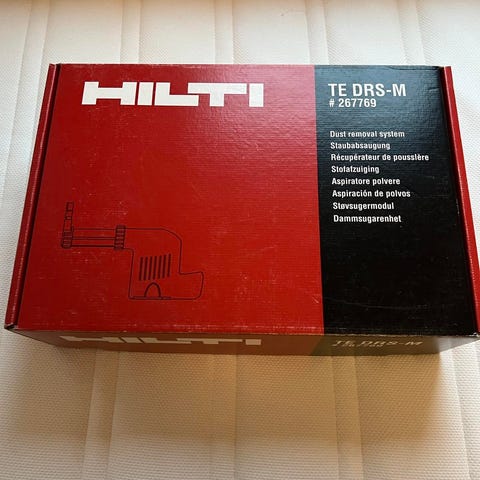 HILTI
TE DRS-M
# 267769
Dust removal system
Staubabsaugung
Récupérateur de pousslère
Stofafzuiging
Aspiratore polvere
Aspiración de polvos
Støvsugermodul
Dammsugarenhet
HILTI
TE DRS-M